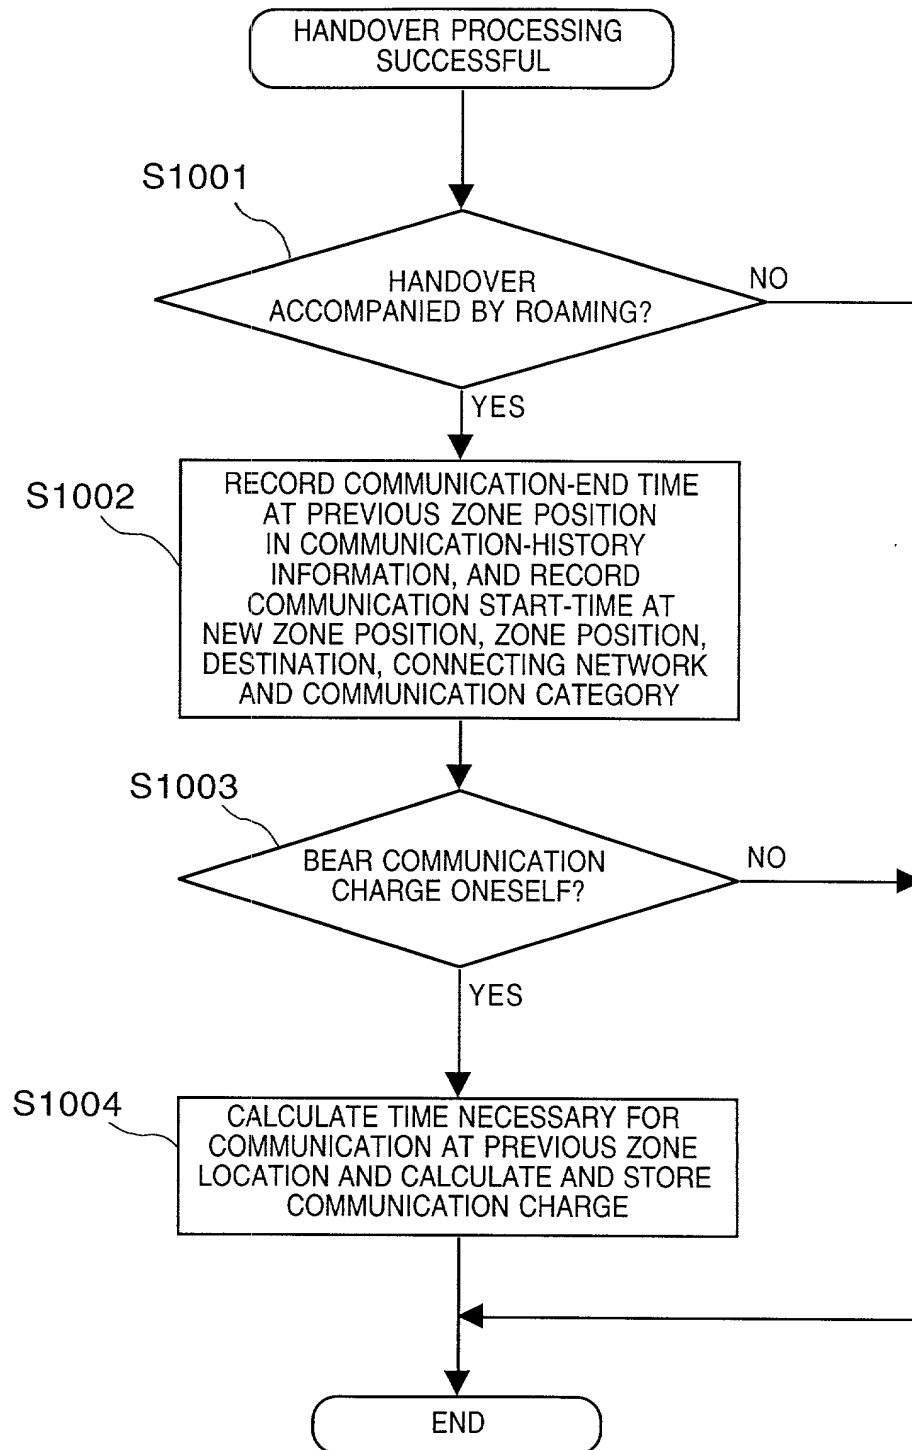 HANDOVER PROCESSING
SUCCESSFUL
S1001
HANDOVER
ACCOMPANIED BY ROAMING?
NO
YES
S1002
RECORD COMMUNICATION-END TIME
AT PREVIOUS ZONE POSITION
IN COMMUNICATION-HISTORY
INFORMATION, AND RECORD
COMMUNICATION START-TIME AT
NEW ZONE POSITION, ZONE POSITION,
DESTINATION, CONNECTING NETWORK
AND COMMUNICATION CATEGORY
S1003
BEAR COMMUNICATION
CHARGE ONESELF?
NO
YES
S1004
CALCULATE TIME NECESSARY FOR
COMMUNICATION AT PREVIOUS ZONE
LOCATION AND CALCULATE AND STORE
COMMUNICATION CHARGE
END